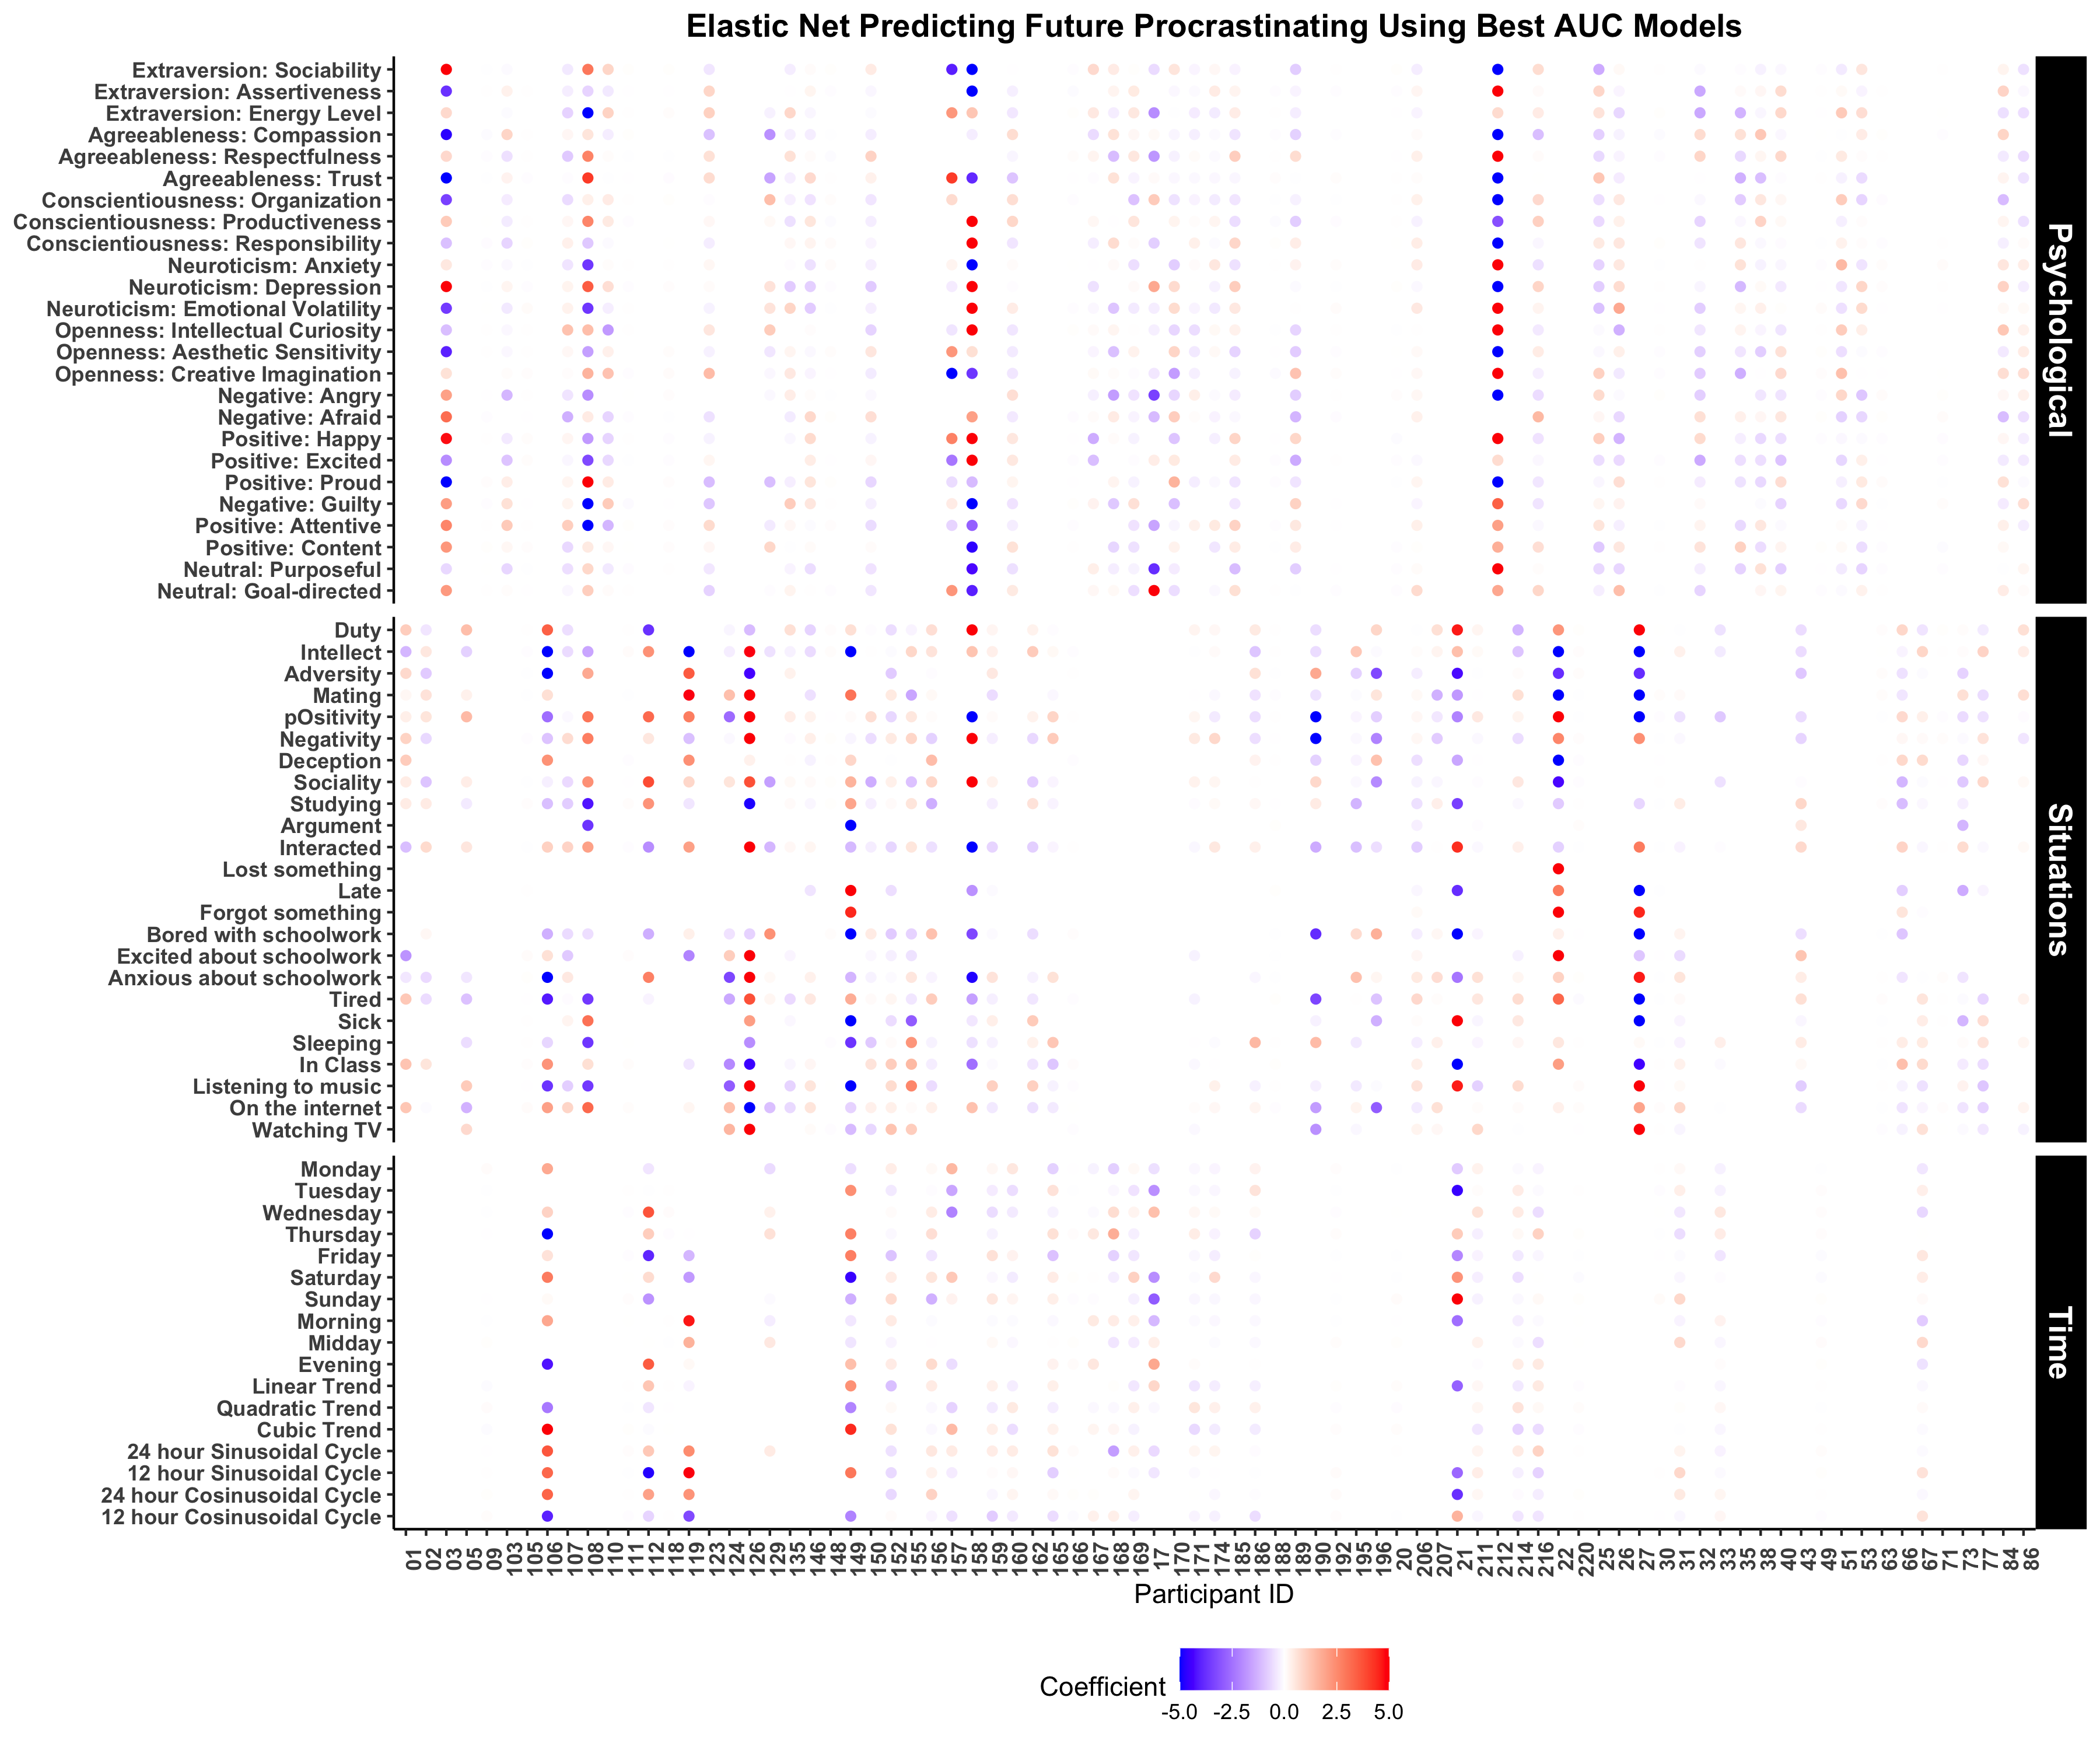 Elastic Net Predicting Future Procrastinating Using Best AUC Models
Extraversion: Sociability
Extraversion: Assertiveness
Extraversion: Energy Level
Agreeableness: Compassion
Agreeableness: Respectfulness
Agreeableness: Trust
Conscientiousness: Organization
Conscientiousness: Productiveness
Conscientiousness: Responsibility
Neuroticism: Anxiety
Neuroticism: Depression
Neuroticism: Emotional Volatility
Openness: Intellectual Curiosity
Openness: Aesthetic Sensitivity
Openness: Creative Imagination
Negative: Angry
Negative: Afraid
Positive: Happy
Positive: Excited
Positive: Proud
Negative: Guilty
Positive: Attentive
Positive: Content
Neutral: Purposeful
Neutral: Goal-directed
Psychological
Duty
Intellect
Adversity
Mating
pOsitivity
Negativity
Deception
Sociality
Studying
Argument
Interacted
Lost something
Late
Forgot something
Bored with schoolwork
Excited about schoolwork
Anxious about schoolwork
Tired
Sick
Sleeping
In Class
Listening to music
On the internet
Watching TV
Situations
Monday
Tuesday
Wednesday
Thursday
Friday
Saturday
Sunday
Morning
Midday
Evening
Linear Trend
Quadratic Trend
Cubic Trend
24 hour Sinusoidal Cycle
12 hour Sinusoidal Cycle
24 hour Cosinusoidal Cycle
12 hour Cosinusoidal Cycle
Time
01 02 03 05 09 103 105 106 107 108 110 111 112 118 119 123 124 126 129 135 146 148 149 150 152 155 156 157 158 159 160 162 165 166 167 168 169 17 170 174 185 186 188 189 190 192 195 196 20 206 207 21 211 212 214 216 22 220 25 26 27 30 31 32 33 35 38 40 43 49 51 53 63 66 67 71 73 77 84 86
Participant ID
Coefficient
-5.0 -2.5 0.0 2.5 5.0